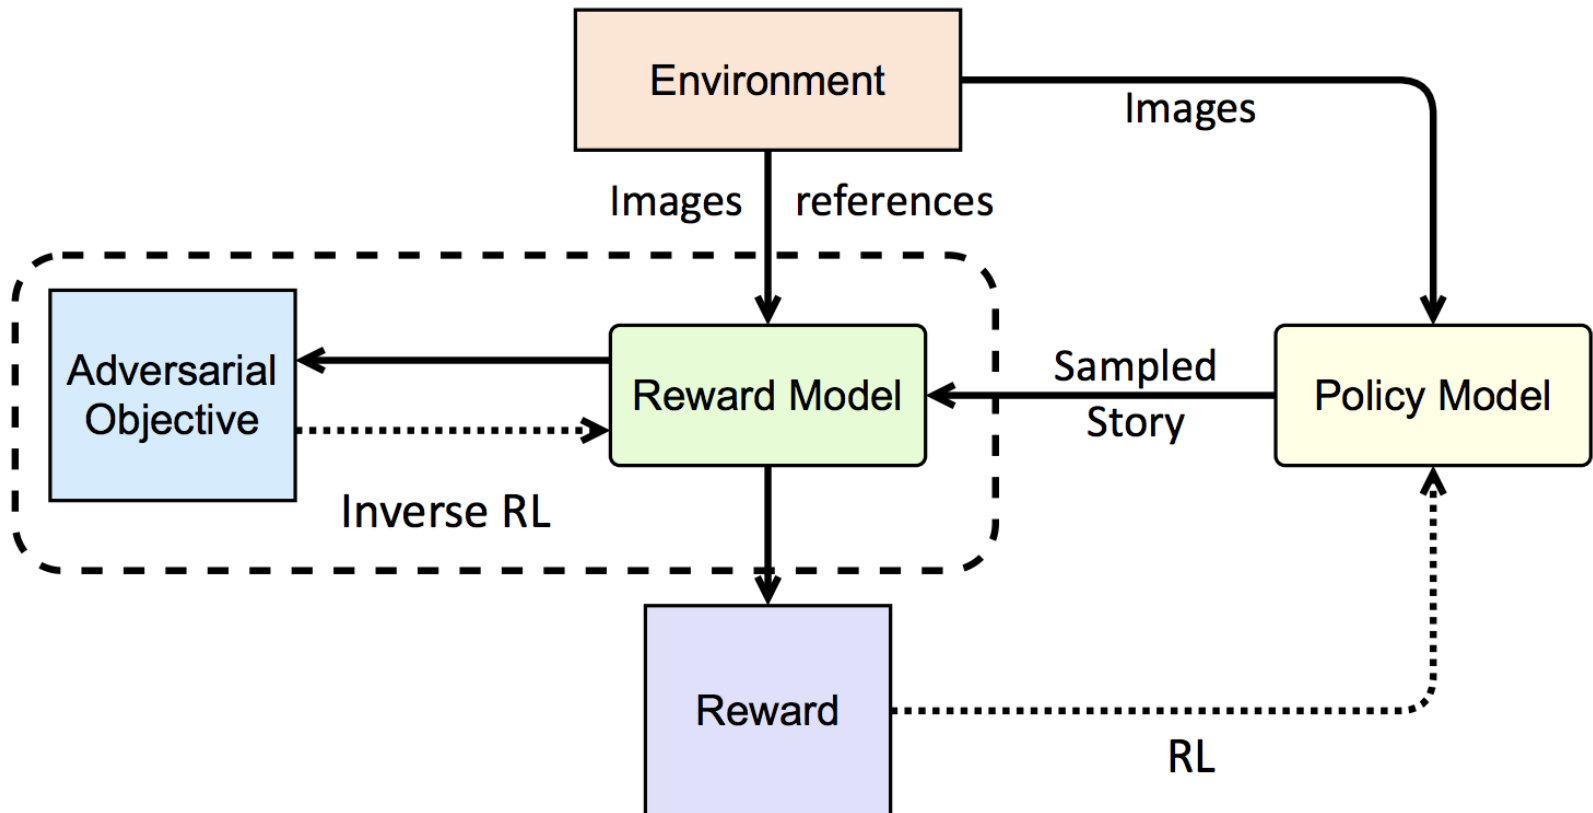 Environment
Images
Images references
Adversarial
Objective
Reward Model
Sampled
Story
Policy Model
Inverse RL
Reward
RL